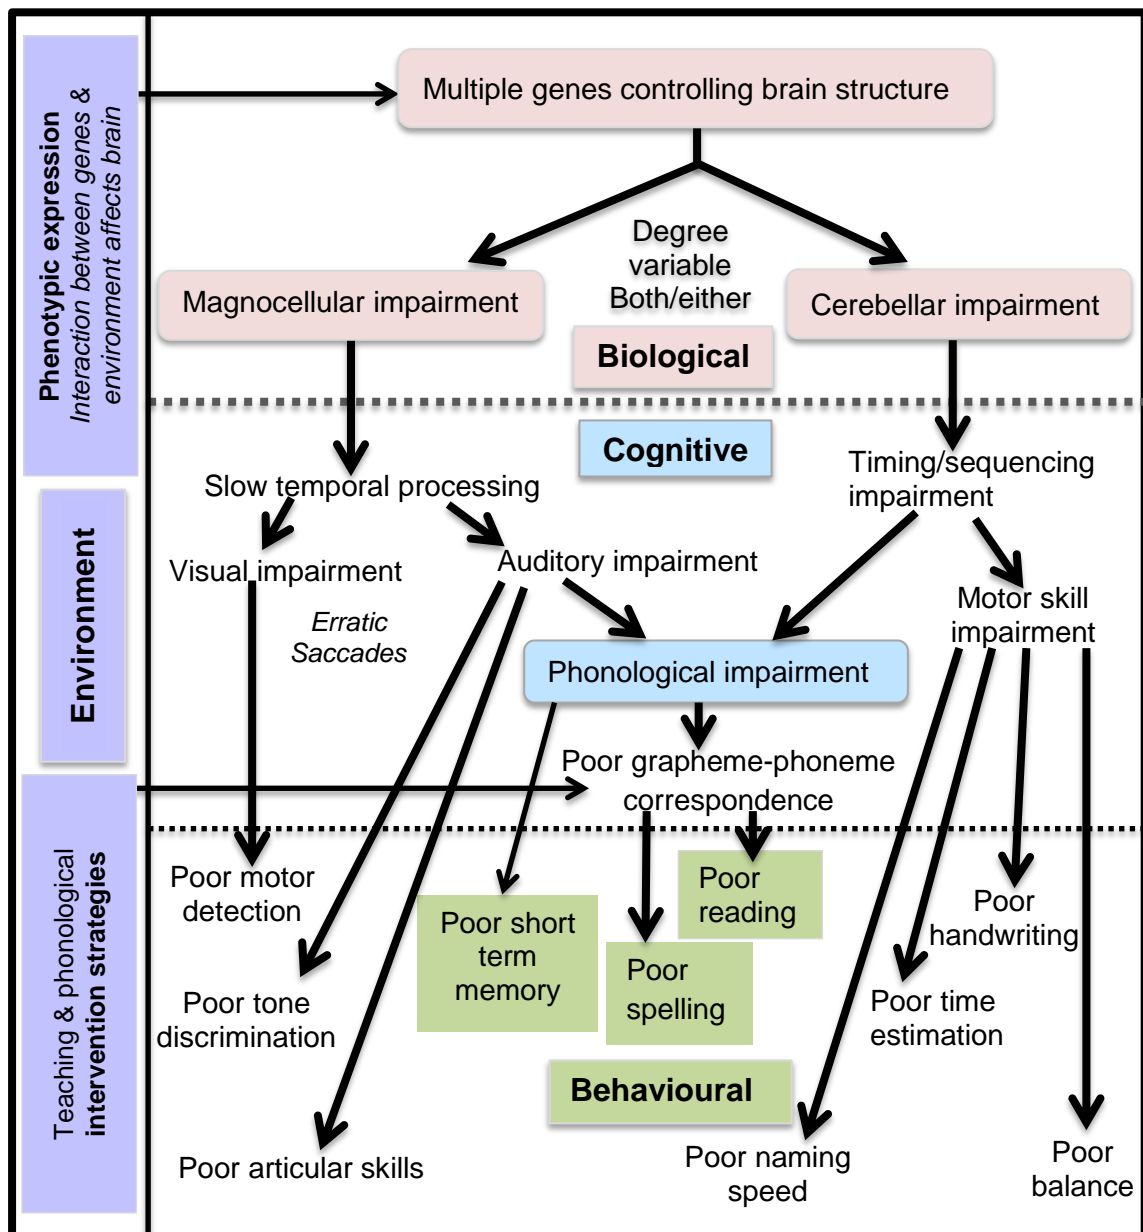 Phenotypic expression
Interaction between genes &
environment affects brain
Environment
Teaching & phonological
intervention strategies
Multiple genes controlling brain structure
Degree
variable
Both/either
Magnocellular impairment
Cerebellar impairment
Biological
Cognitive
Slow temporal processing
Timing/sequencing
impairment
Visual impairment
Auditory impairment
Erratic
Saccades
Motor skill
impairment
Phonological impairment
Poor grapheme-phoneme
correspondence
Poor motor
detection
Poor short
term
memory
Poor
reading
Poor
spelling
Poor
handwriting
Poor tone
discrimination
Poor time
estimation
Behavioural
Poor articular skills
Poor naming
speed
Poor
balance